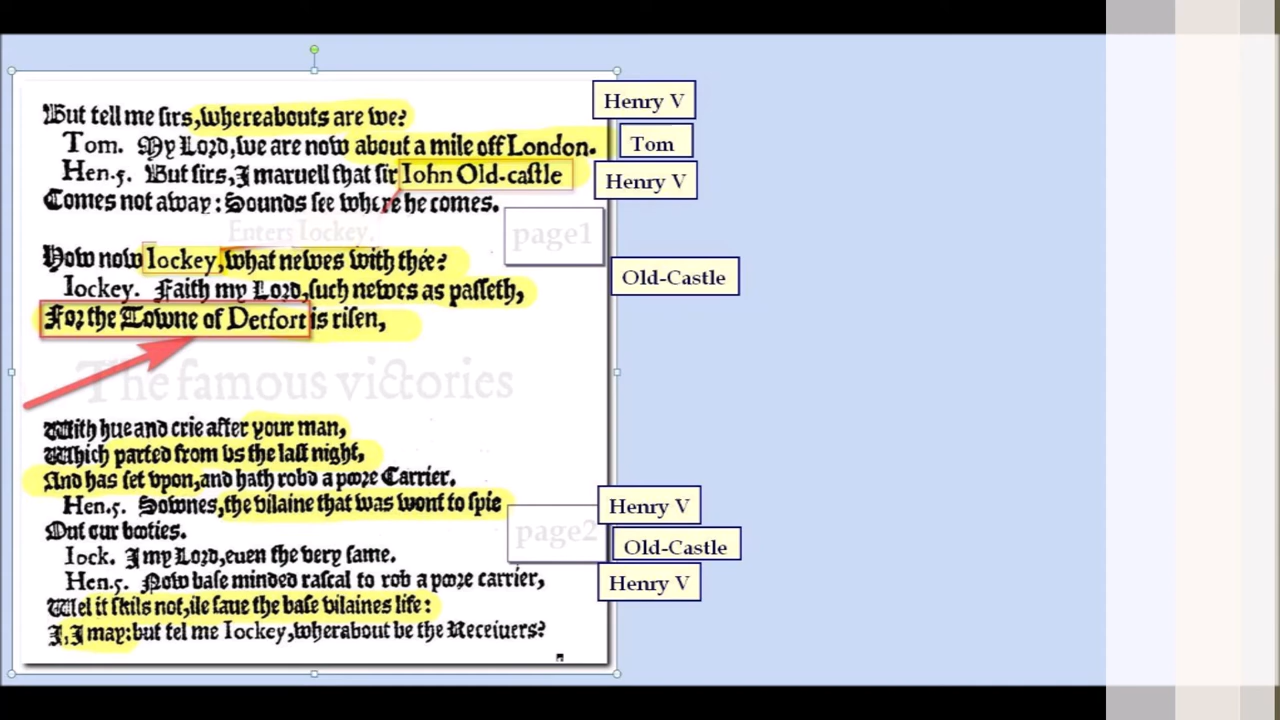 But tell me sirs,whereabouts are we?
Henry V
Tom. My Lord,we are now about a mile off London.
Tom
Hen.5. But sirs,I maruell that sir Iohn Old-castle
Henry V
Comes not away: Sounds see where he comes.
Enters Iockey.
page1
How now Iockey,what newes with thée?
Old-Castle
Iockey. Faith my Lord,such newes as passeth,
For the Towne of Detfort is risen,
The famous victories
With hue and crie after your man,
Which parted from vs the last night,
And has set vpon,and hath robd a poore Carrier.
Hen.5. Sownes,the vilaine that was wont to spie
Henry V
Out our booties.
page2
Iock. I my Lord,euen the very same.
Old-Castle
Hen.5. Now base minded rascal to rob a poore carrier,
Henry V
Wel it skils not,ile saue the base vilaines life:
I, I may:but tel me Iockey,wherabout be the Receiuers?